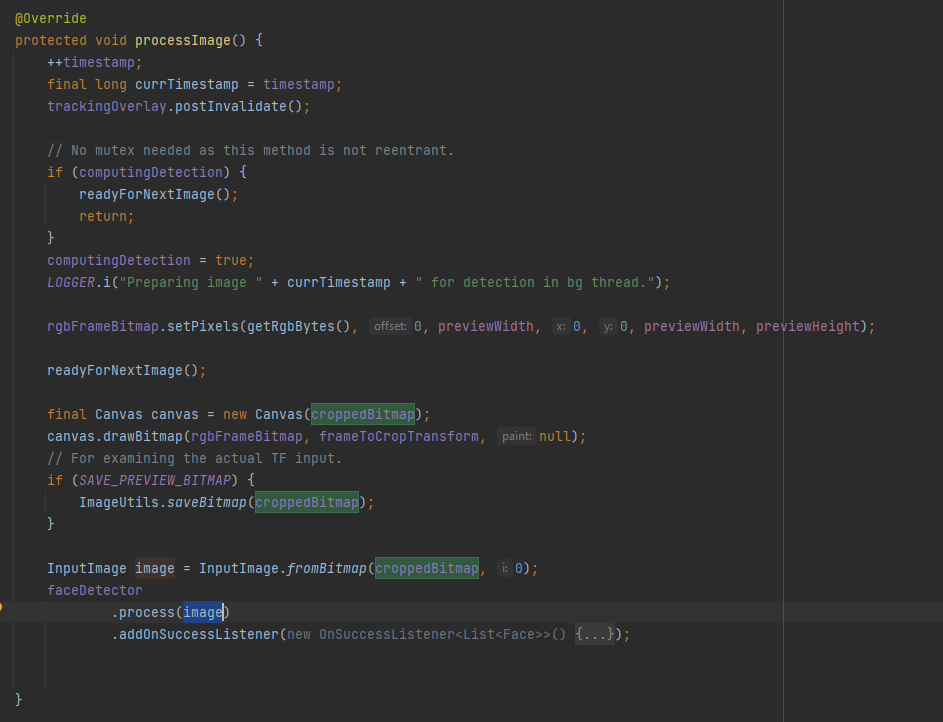 @Override
protected void processImage() {
++timestamp;
final long currTimestamp = timestamp;
trackingOverlay.postInvalidate();
// No mutex needed as this method is not reentrant.
if (computingDetection) {
readyForNextImage();
return;
}
computingDetection = true;
LOGGER.i("Preparing image " + currTimestamp + " for detection in bg thread.");
rgbFrameBitmap.setPixels(getRgbBytes(), offset: 0, previewWidth, x: 0, y: 0, previewWidth, previewHeight);
readyForNextImage();
final Canvas canvas = new Canvas(croppedBitmap);
canvas.drawBitmap(rgbFrameBitmap, frameToCropTransform, paint: null);
// For examining the actual TF input.
if (SAVE_PREVIEW_BITMAP) {
ImageUtils.saveBitmap(croppedBitmap);
}
InputImage image = InputImage.fromBitmap(croppedBitmap, i: 0);
faceDetector
.process(image)
.addOnSuccessListener(new OnSuccessListener<List<Face>>() {...});
}